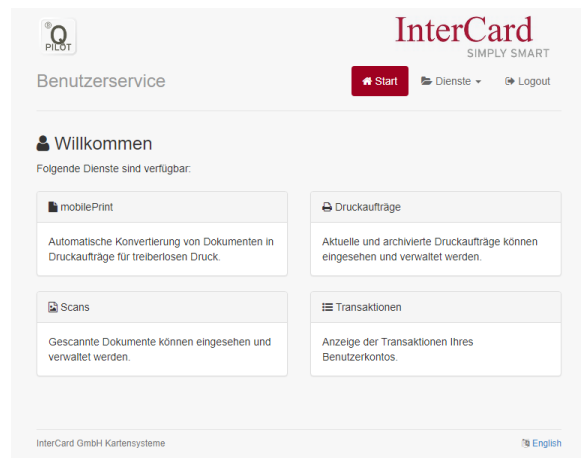 ®
Q
PILOT
InterCard
SIMPLY SMART
Benutzerservice
Start
Dienste
Logout
Willkommen
Folgende Dienste sind verfügbar:
mobilePrint
Automatische Konvertierung von Dokumenten in
Druckaufträge für treiberlosen Druck.
Druckaufträge
Aktuelle und archivierte Druckaufträge können
eingesehen und verwaltet werden.
Scans
Gescannte Dokumente können eingesehen und
verwaltet werden.
Transaktionen
Anzeige der Transaktionen Ihres
Benutzerkontos.
InterCard GmbH Kartensysteme
English